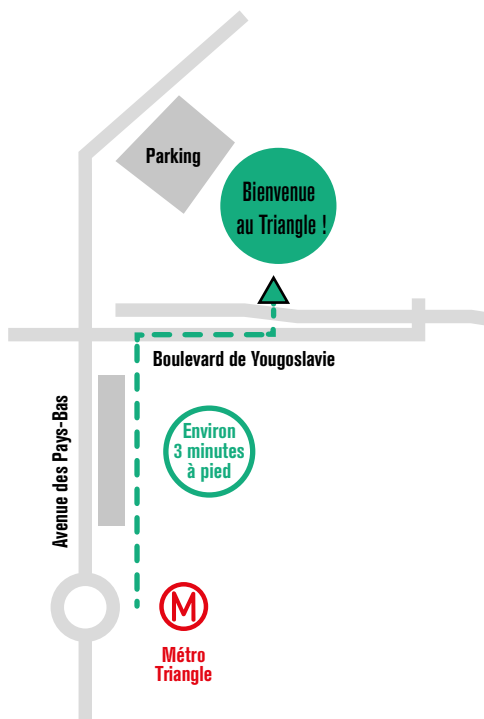 Parking
Bienvenue
au Triangle !
Boulevard de Yougoslavie
Avenue des Pays-Bas
Environ
3 minutes
à pied
M
Métro
Triangle